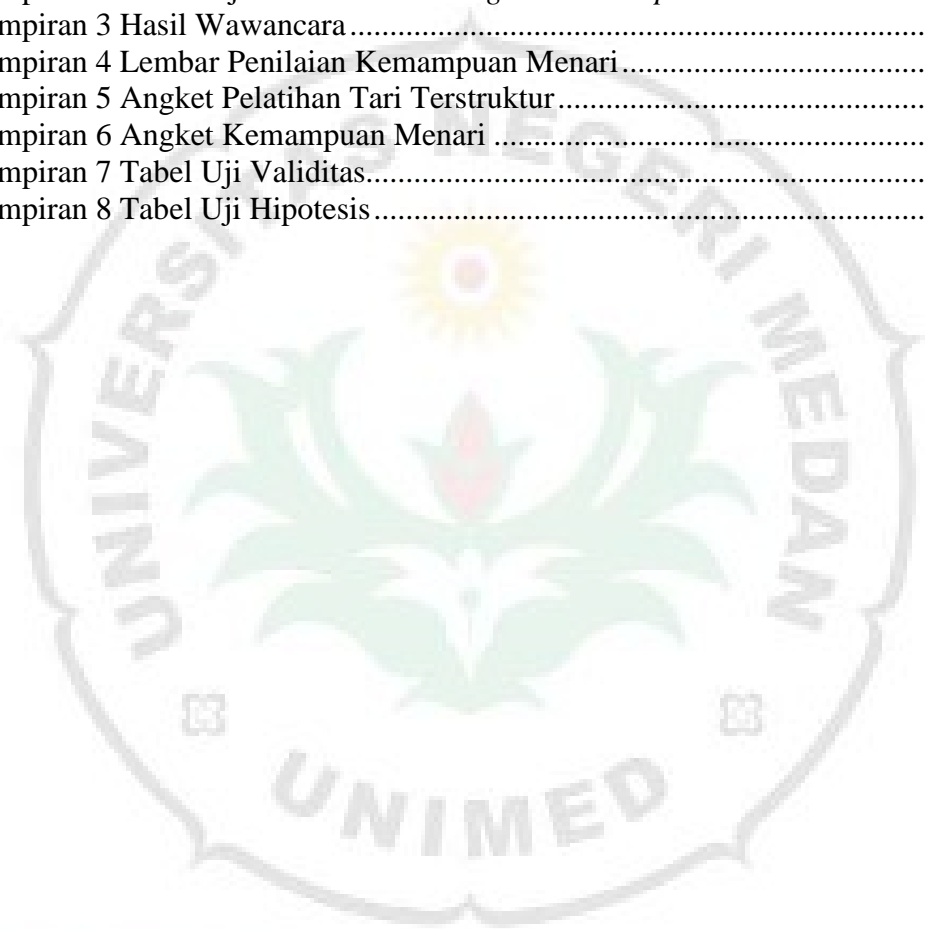 mpiran 3 Hasil Wawancara........................................................................
mpiran 4 Lembar Penilaian Kemampuan Menari......................................
mpiran 5 Angket Pelatihan Tari Terstruktur..............................................
mpiran 6 Angket Kemampuan Menari ......................................................
mpiran 7 Tabel Uji Validitas......................................................................
mpiran 8 Tabel Uji Hipotesis.....................................................................
UNIVERSITAS NEGERI MEDAN
UNIMED